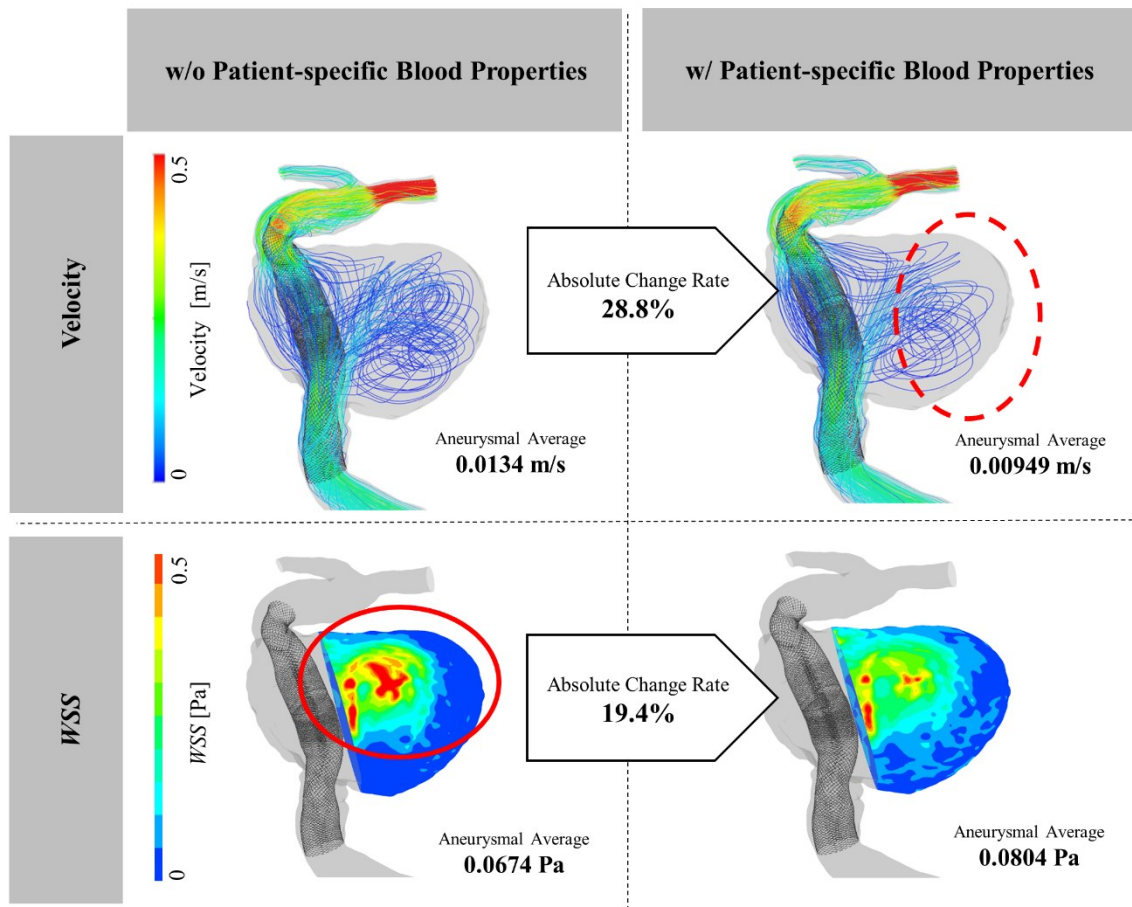 w/o Patient-specific Blood Properties
w/ Patient-specific Blood Properties
Velocity
0.5
Velocity [m/s]
0
Absolute Change Rate
28.8%
Aneurysmal Average
0.0134 m/s
Aneurysmal Average
0.00949 m/s
WSS
0.5
WSS [Pa]
0
Absolute Change Rate
19.4%
Aneurysmal Average
0.0674 Pa
Aneurysmal Average
0.0804 Pa